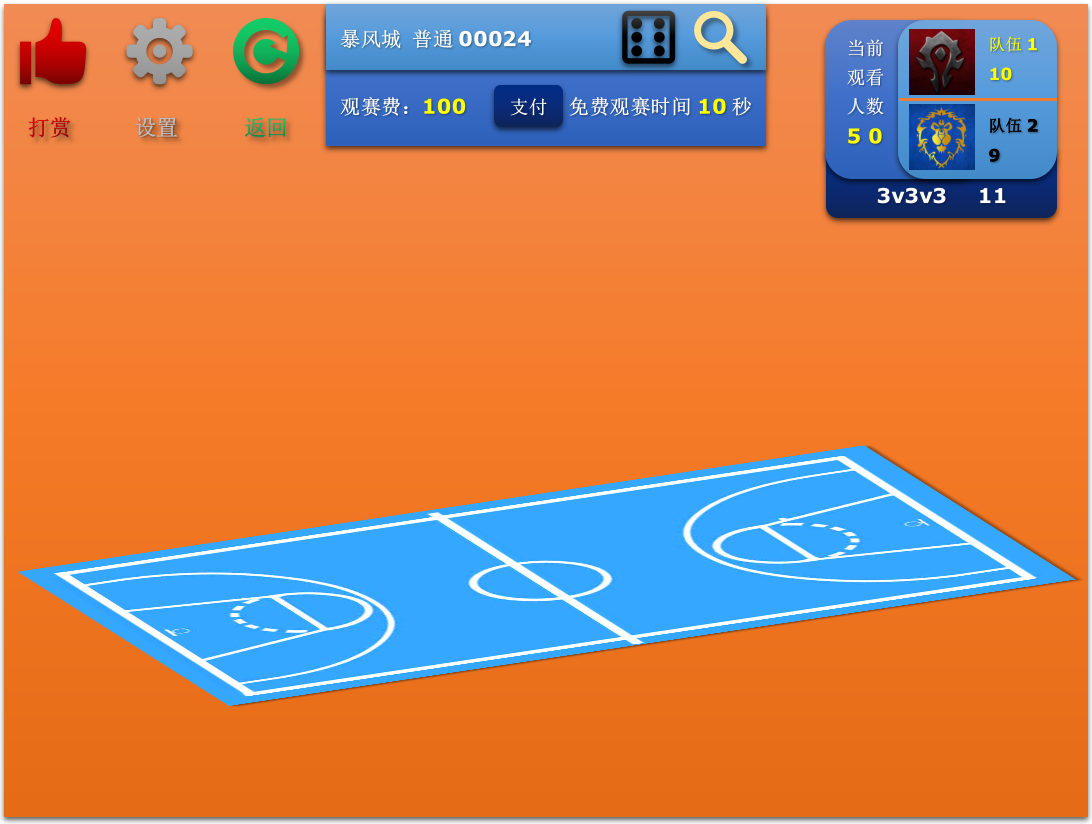 打赏
设置
返回
暴风城 普通 00024
观赛费: 100
支付
免费观赛时间 10 秒
当前
观看
人数
5 0
队伍 1
10
队伍 2
9
3v3v3 11